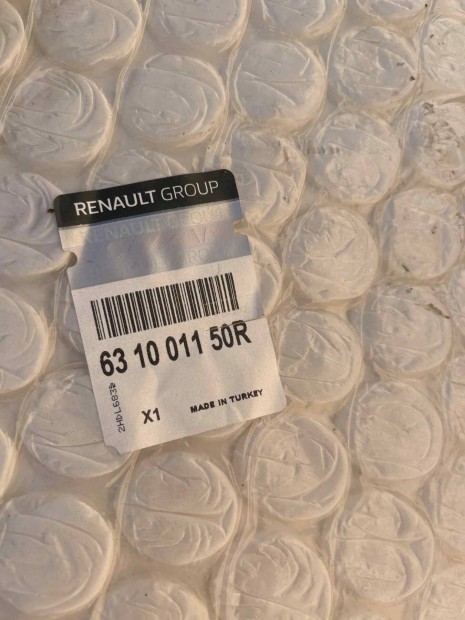 RENAULT GROUP
63 10 011 50R
X1
MADE IN TURKEY